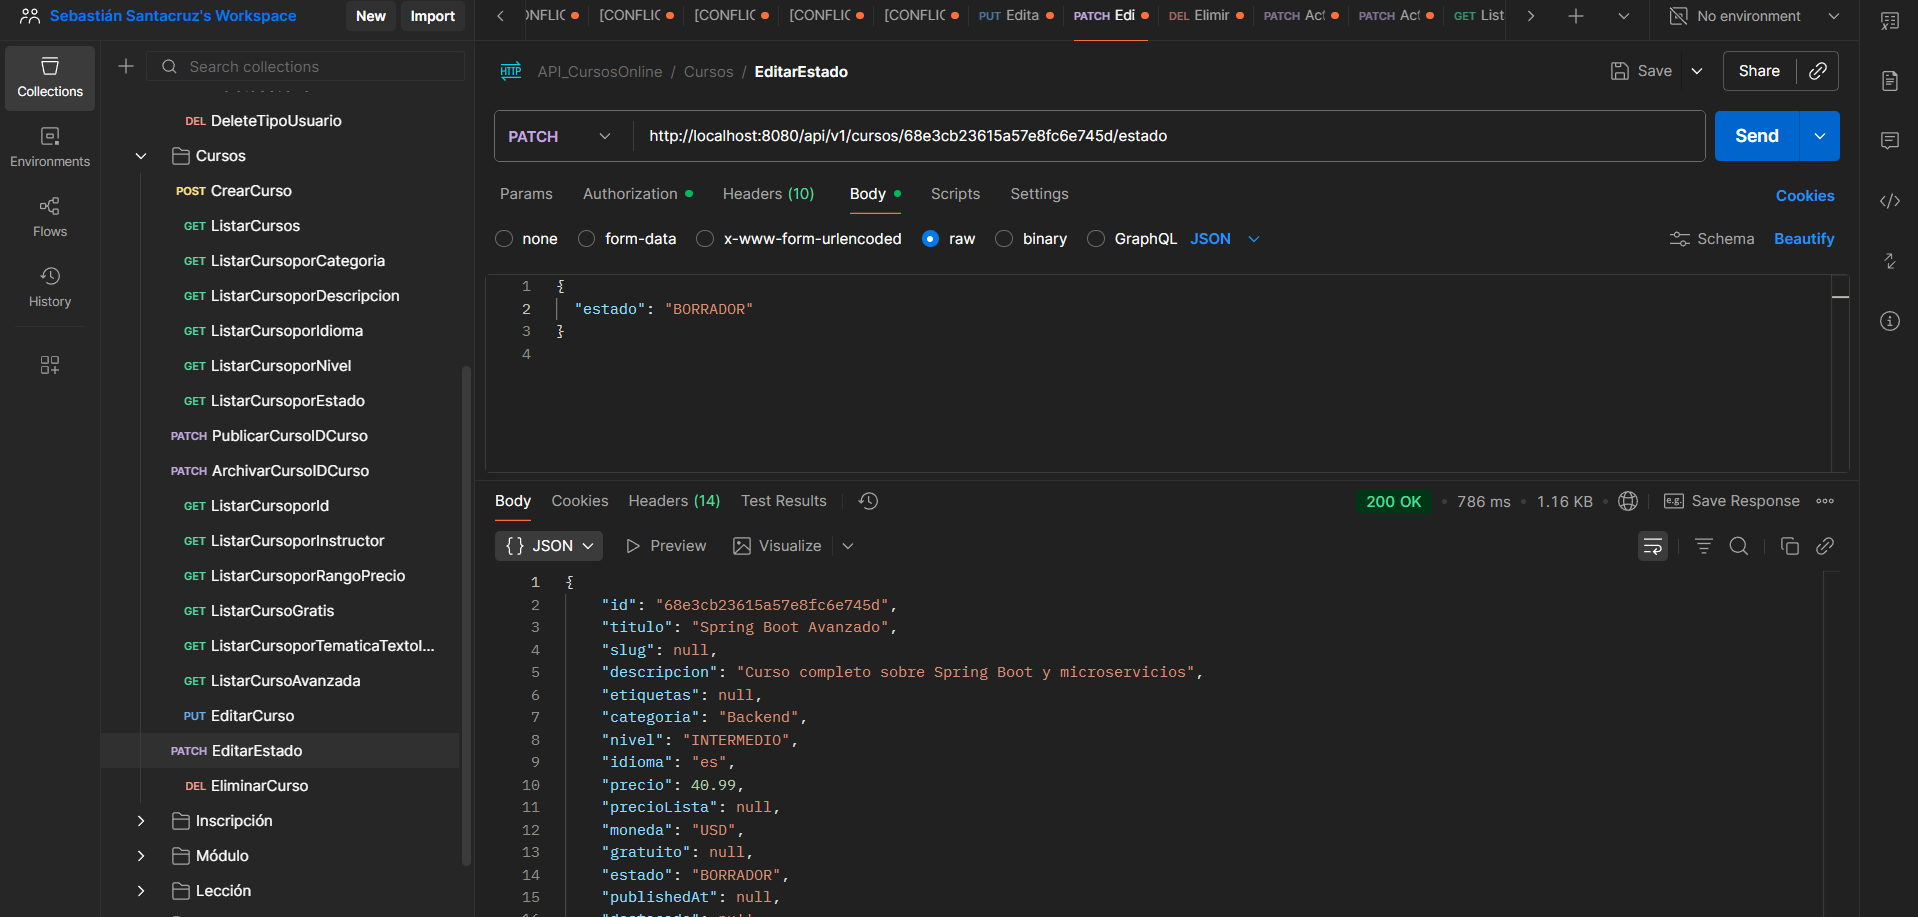 Sebastián Santacruz's Workspace
New
Import
ONFLIC
[CONFLIC
[CONFLIC
[CONFLIC
[CONFLIC
PUT Edita
PATCH Edi
DEL Elimir
PATCH Act
PATCH Act
GET List
No environment
Collections
Environments
Flows
History
Search collections
DEL DeleteTipoUsuario
Cursos
POST CrearCurso
GET ListarCursos
GET ListarCursoporCategoria
GET ListarCursoporDescripcion
GET ListarCursoporIdioma
GET ListarCursoporNivel
GET ListarCursoporEstado
PATCH PublicarCursoIDCurso
PATCH ArchivarCursoIDCurso
GET ListarCursoporId
GET ListarCursoporInstructor
GET ListarCursoporRangoPrecio
GET ListarCursoGratis
GET ListarCursoporTematicaTextol...
GET ListarCursoAvanzada
PUT EditarCurso
PATCH EditarEstado
DEL EliminarCurso
Inscripción
Módulo
Lección
HTTP API_CursosOnline / Cursos / EditarEstado
Save
Share
PATCH
http://localhost:8080/api/v1/cursos/68e3cb23615a57e8fc6e745d/estado
Send
Params
Authorization
Headers (10)
Body
Scripts
Settings
Cookies
none
form-data
x-www-form-urlencoded
raw
binary
GraphQL
JSON
Schema
Beautify
1 {
2 "estado": "BORRADOR"
3 }
4
Body
Cookies
Headers (14)
Test Results
200 OK
786 ms
1.16 KB
e.g. Save Response
{} JSON
Preview
Visualize
1 {
2 "id": "68e3cb23615a57e8fc6e745d",
3 "titulo": "Spring Boot Avanzado",
4 "slug": null,
5 "descripcion": "Curso completo sobre Spring Boot y microservicios",
6 "etiquetas": null,
7 "categoria": "Backend",
8 "nivel": "INTERMEDIO",
9 "idioma": "es",
10 "precio": 40.99,
11 "precioLista": null,
12 "moneda": "USD",
13 "gratuito": null,
14 "estado": "BORRADOR",
15 "publishedAt": null,